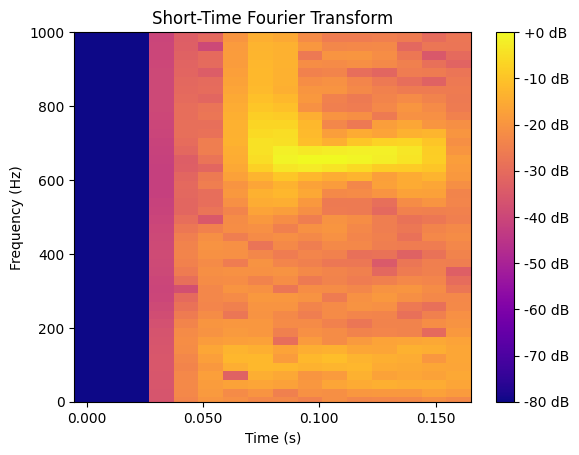 Short-Time Fourier Transform
1000
800
600
400
200
0
Frequency (Hz)
0.000
0.050
0.100
0.150
Time (s)
+0 dB
-10 dB
-20 dB
-30 dB
-40 dB
-50 dB
-60 dB
-70 dB
-80 dB